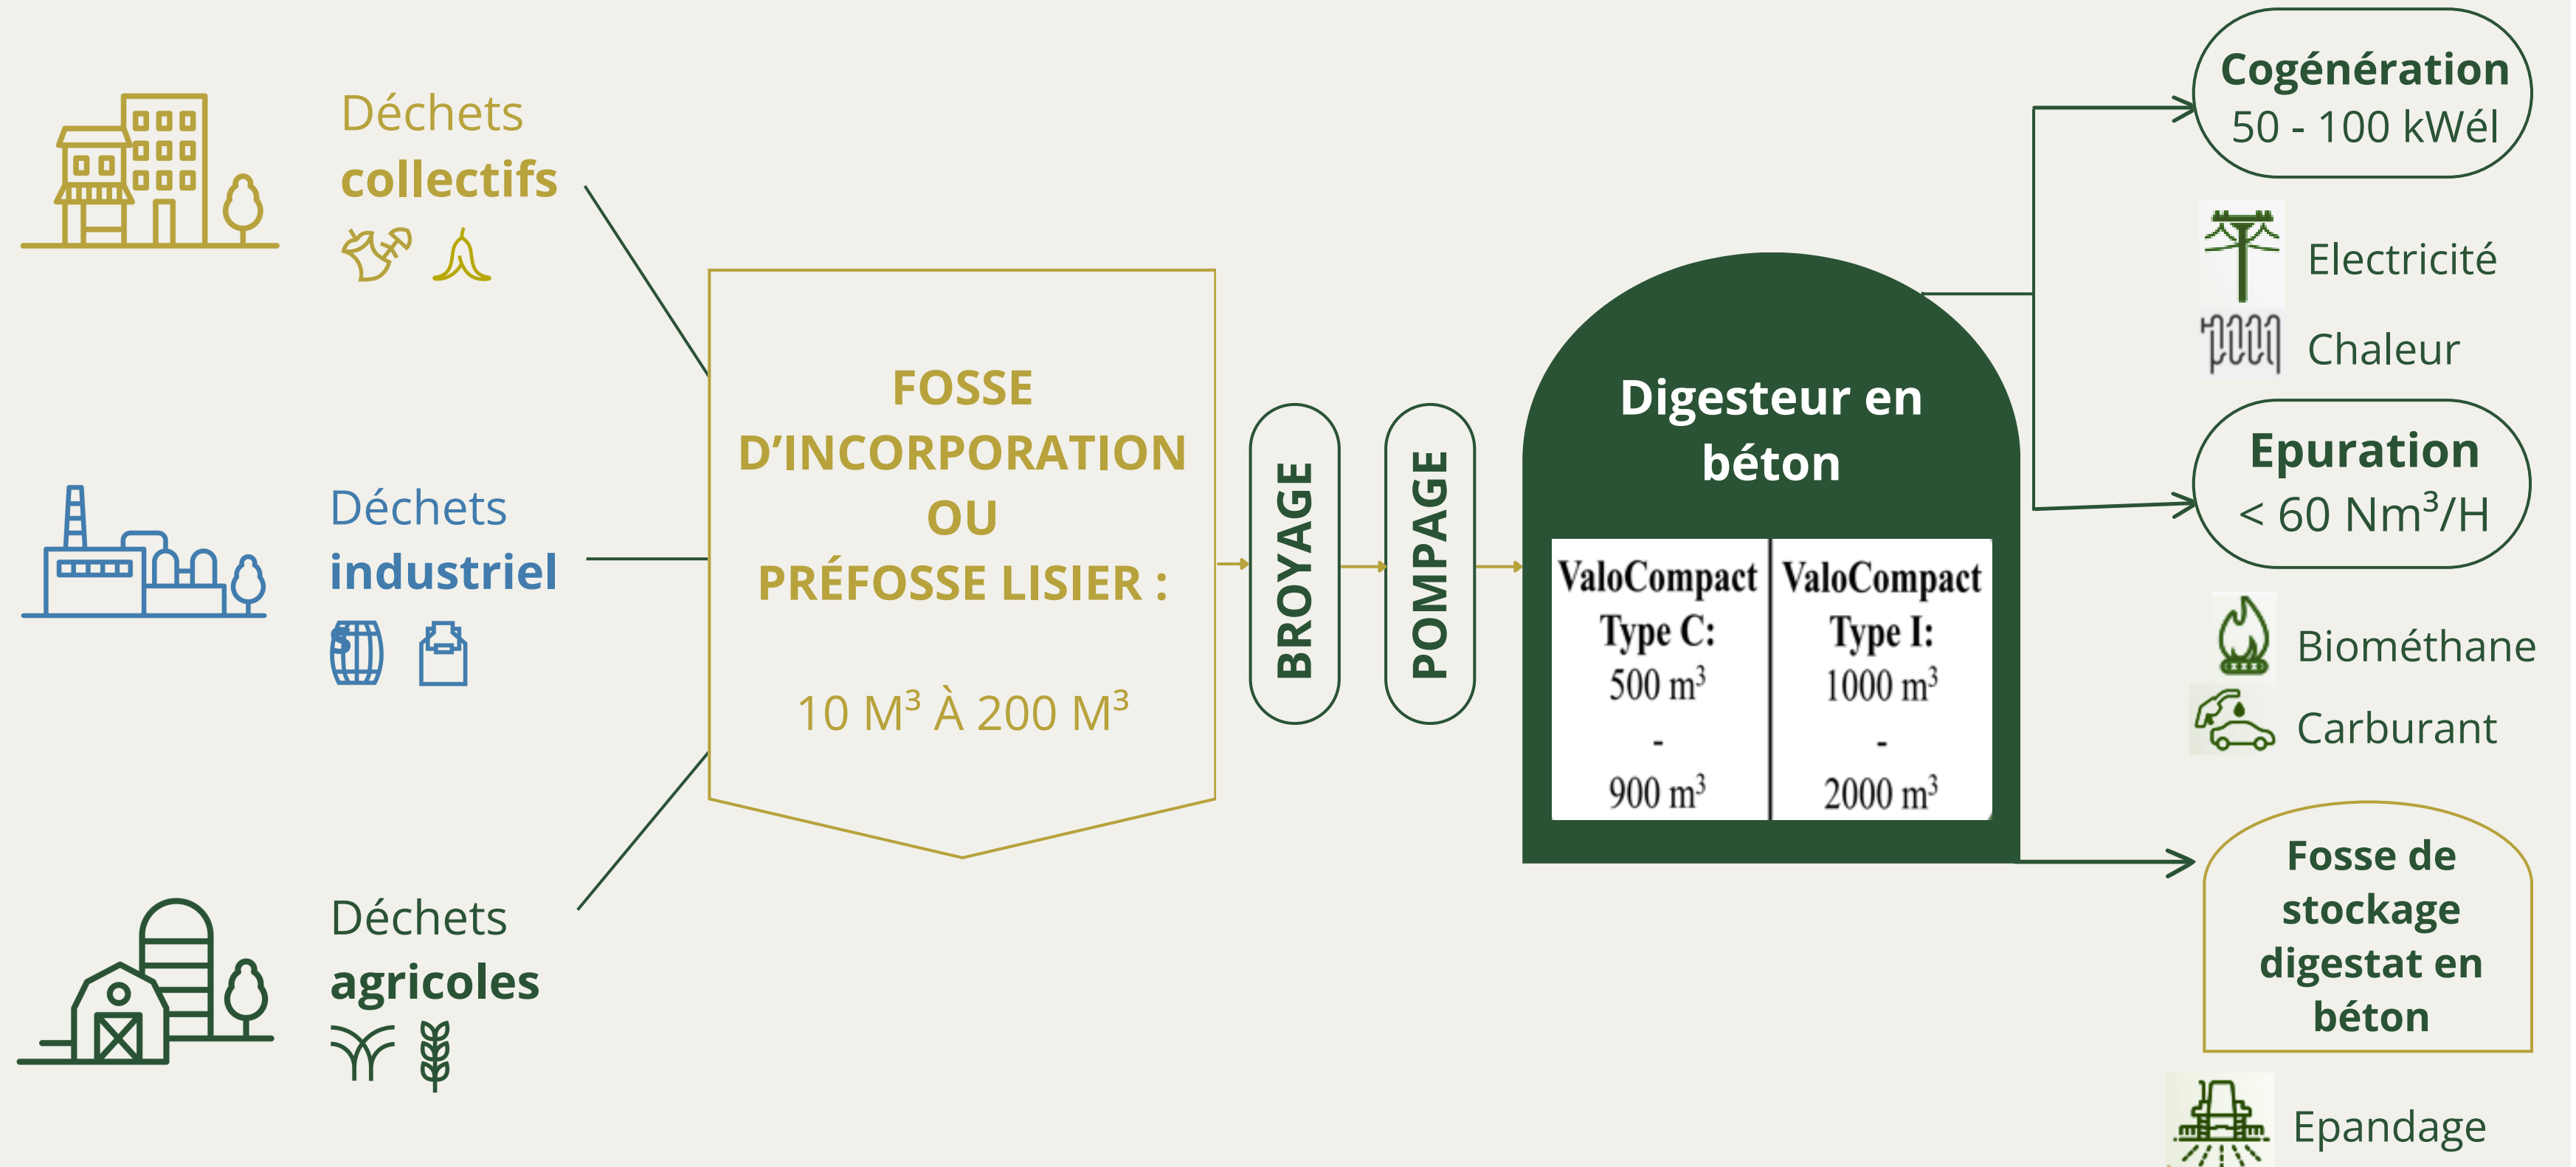 Déchets
collectifs
Déchets
industriel
s
Déchets
agricoles
FOSSE
D’INCORPORATION
OU
PRÉFOSSE LISIER :
10 M³ À 200 M³
BROYAGE
POMPAGE
Digesteur en
béton
ValoCompact
Type C:
500 m³
-
900 m³
ValoCompact
Type I:
1000 m³
-
2000 m³
Cogénération
50 - 100 kWél
Electricité
Chaleur
Epuration
< 60 Nm³/H
Biométhane
Carburant
Fosse de
stockage
digestat en
béton
Epandage